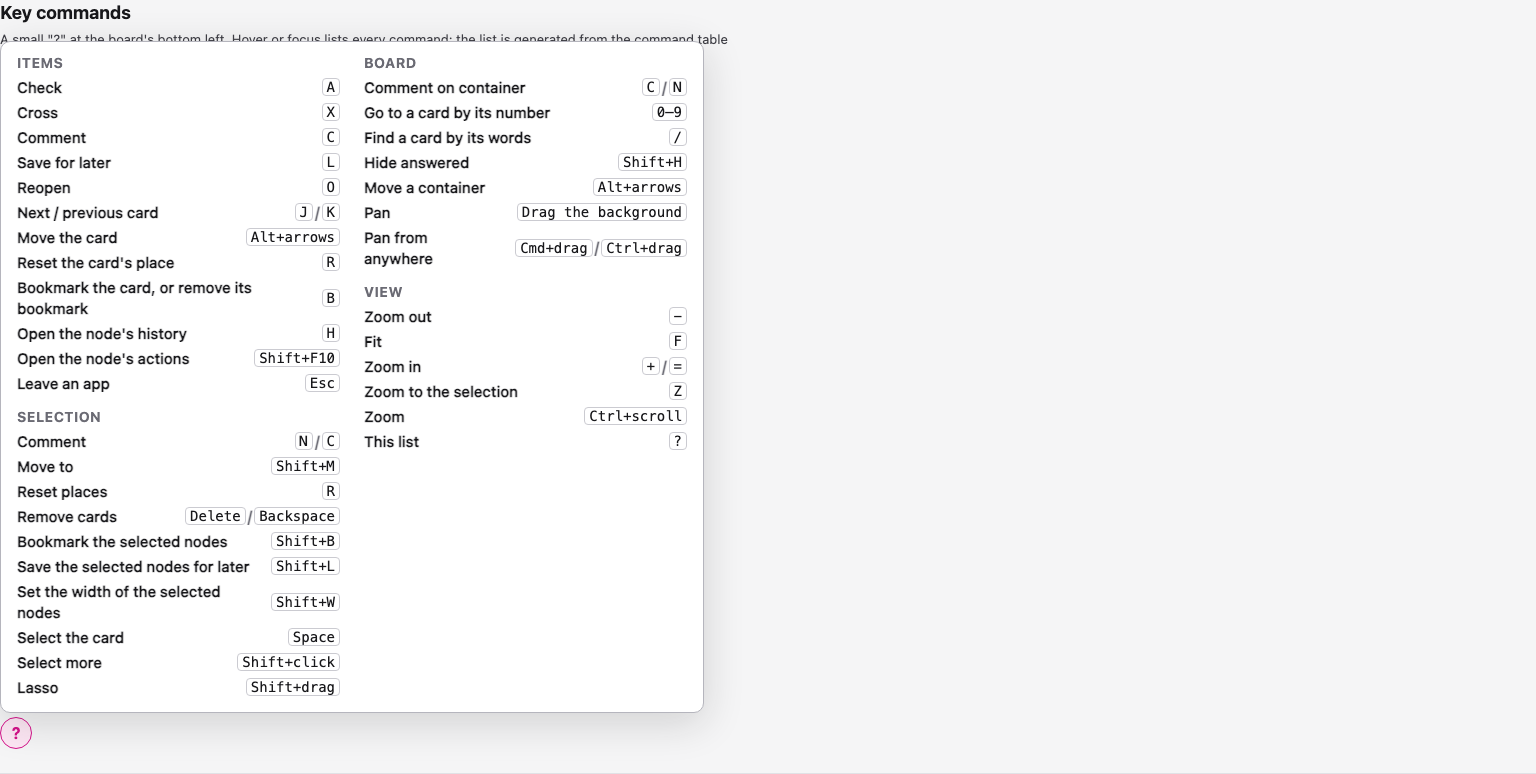 Key commands
A small "?" at the board's bottom left. Hover or focus lists every command; the list is generated from the command table
ITEMS
Check A
Cross X
Comment C
Save for later L
Reopen O
Next / previous card J / K
Move the card Alt+arrows
Reset the card's place R
Bookmark the card, or remove its
bookmark B
Open the node's history H
Open the node's actions Shift+F10
Leave an app Esc
SELECTION
Comment N / C
Move to Shift+M
Reset places R
Remove cards Delete / Backspace
Bookmark the selected nodes Shift+B
Save the selected nodes for later Shift+L
Set the width of the selected
nodes Shift+W
Select the card Space
Select more Shift+click
Lasso Shift+drag
BOARD
Comment on container C / N
Go to a card by its number 0–9
Find a card by its words /
Hide answered Shift+H
Move a container Alt+arrows
Pan Drag the background
Pan from
anywhere Cmd+drag / Ctrl+drag
VIEW
Zoom out −
Fit F
Zoom in + / =
Zoom to the selection Z
Zoom Ctrl+scroll
This list ?
?